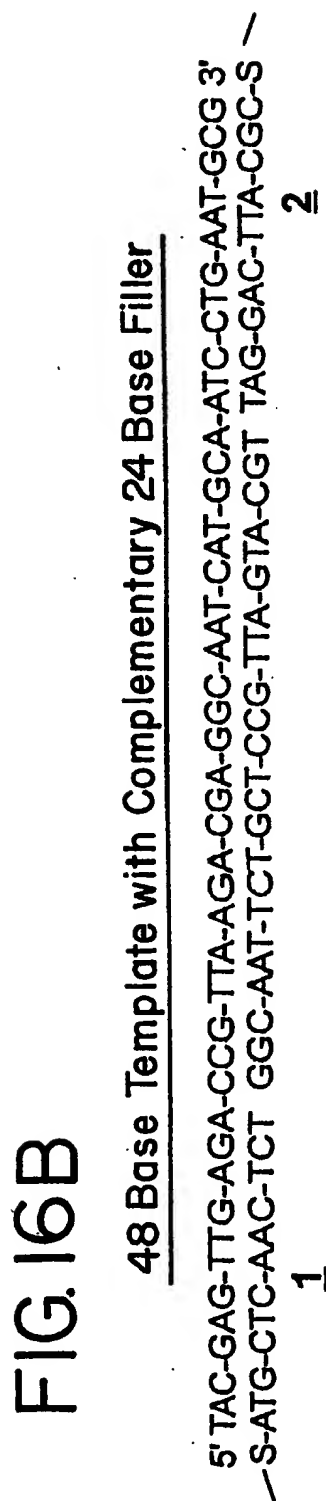 FIG. 16B
48 Base Template with Complementary 24 Base Filler
5' TAC-GAG-TTG-AGA-CCG-TTA-AGA-CGA-GGC-AAT-CAT-GCA-ATC-CTG-AAT-GCG 3'
S-ATG-CTC-AAC-TCT GGC-AAT-TCT-GCT-CCG-TTA-GTA-CGT TAG-GAC-TTA-CGC-S
1 2